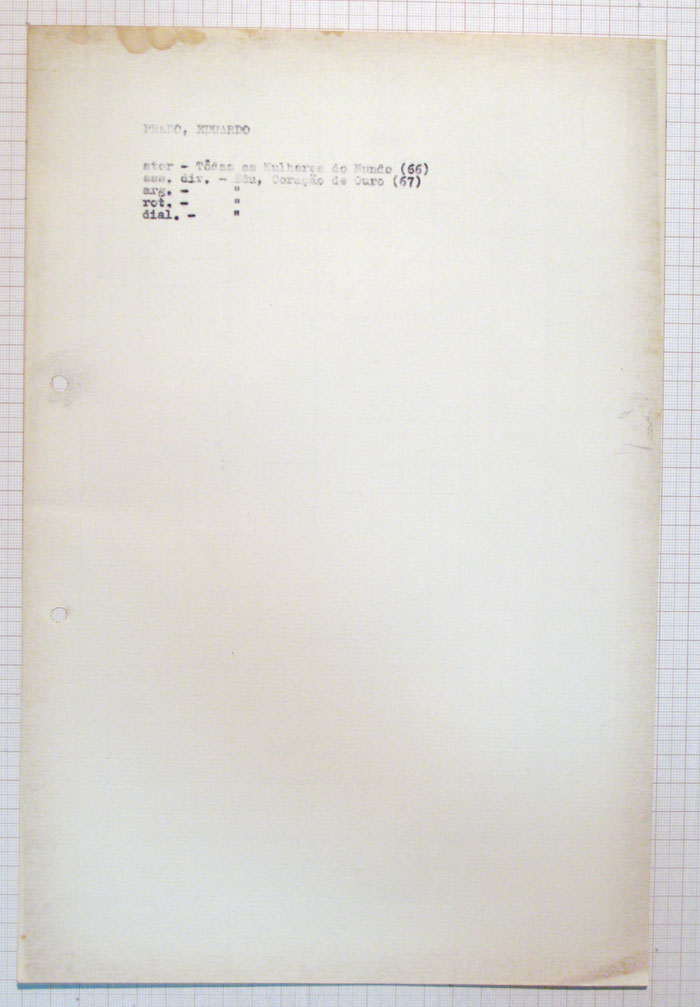 PRADO, EDUARDO
ator - Tôdas as Mulheres do Mundo (66)
ass. dir. - Edu, Coração de Ouro (67)
arg. - "
rot. - "
dial. - "